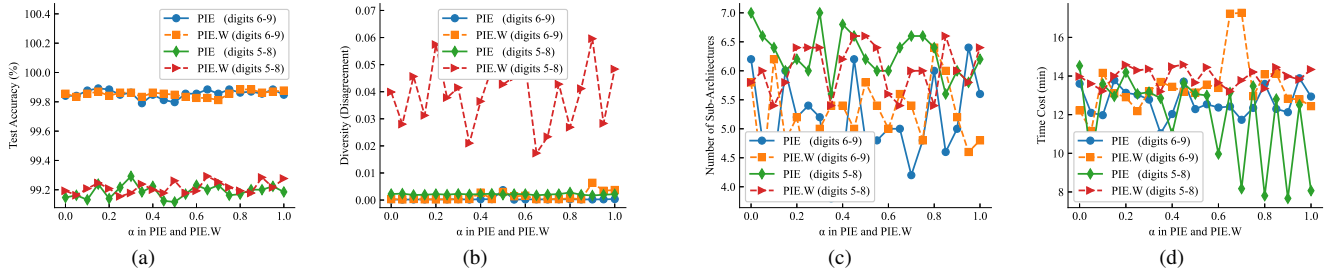 100.4
100.2
100.0
99.8
99.6
99.4
99.2
Test Accuracy (%)
PIE (digits 6-9)
PIE.W (digits 6-9)
PIE (digits 5-8)
PIE.W (digits 5-8)
0.0 0.2 0.4 0.6 0.8 1.0
α in PIE and PIE.W
(a)
0.07
0.06
0.05
0.04
0.03
0.02
0.01
0.00
Diversity (Disagreement)
PIE (digits 6-9)
PIE.W (digits 6-9)
PIE (digits 5-8)
PIE.W (digits 5-8)
0.0 0.2 0.4 0.6 0.8 1.0
α in PIE and PIE.W
(b)
7.0
6.5
6.0
5.5
5.0
4.5
4.0
Number of Sub-Architectures
PIE (digits 6-9)
PIE.W (digits 6-9)
PIE (digits 5-8)
PIE.W (digits 5-8)
0.0 0.2 0.4 0.6 0.8 1.0
α in PIE and PIE.W
(c)
16
14
12
10
8
Time Cost (min)
PIE (digits 6-9)
PIE.W (digits 6-9)
PIE (digits 5-8)
PIE.W (digits 5-8)
0.0 0.2 0.4 0.6 0.8 1.0
α in PIE and PIE.W
(d)